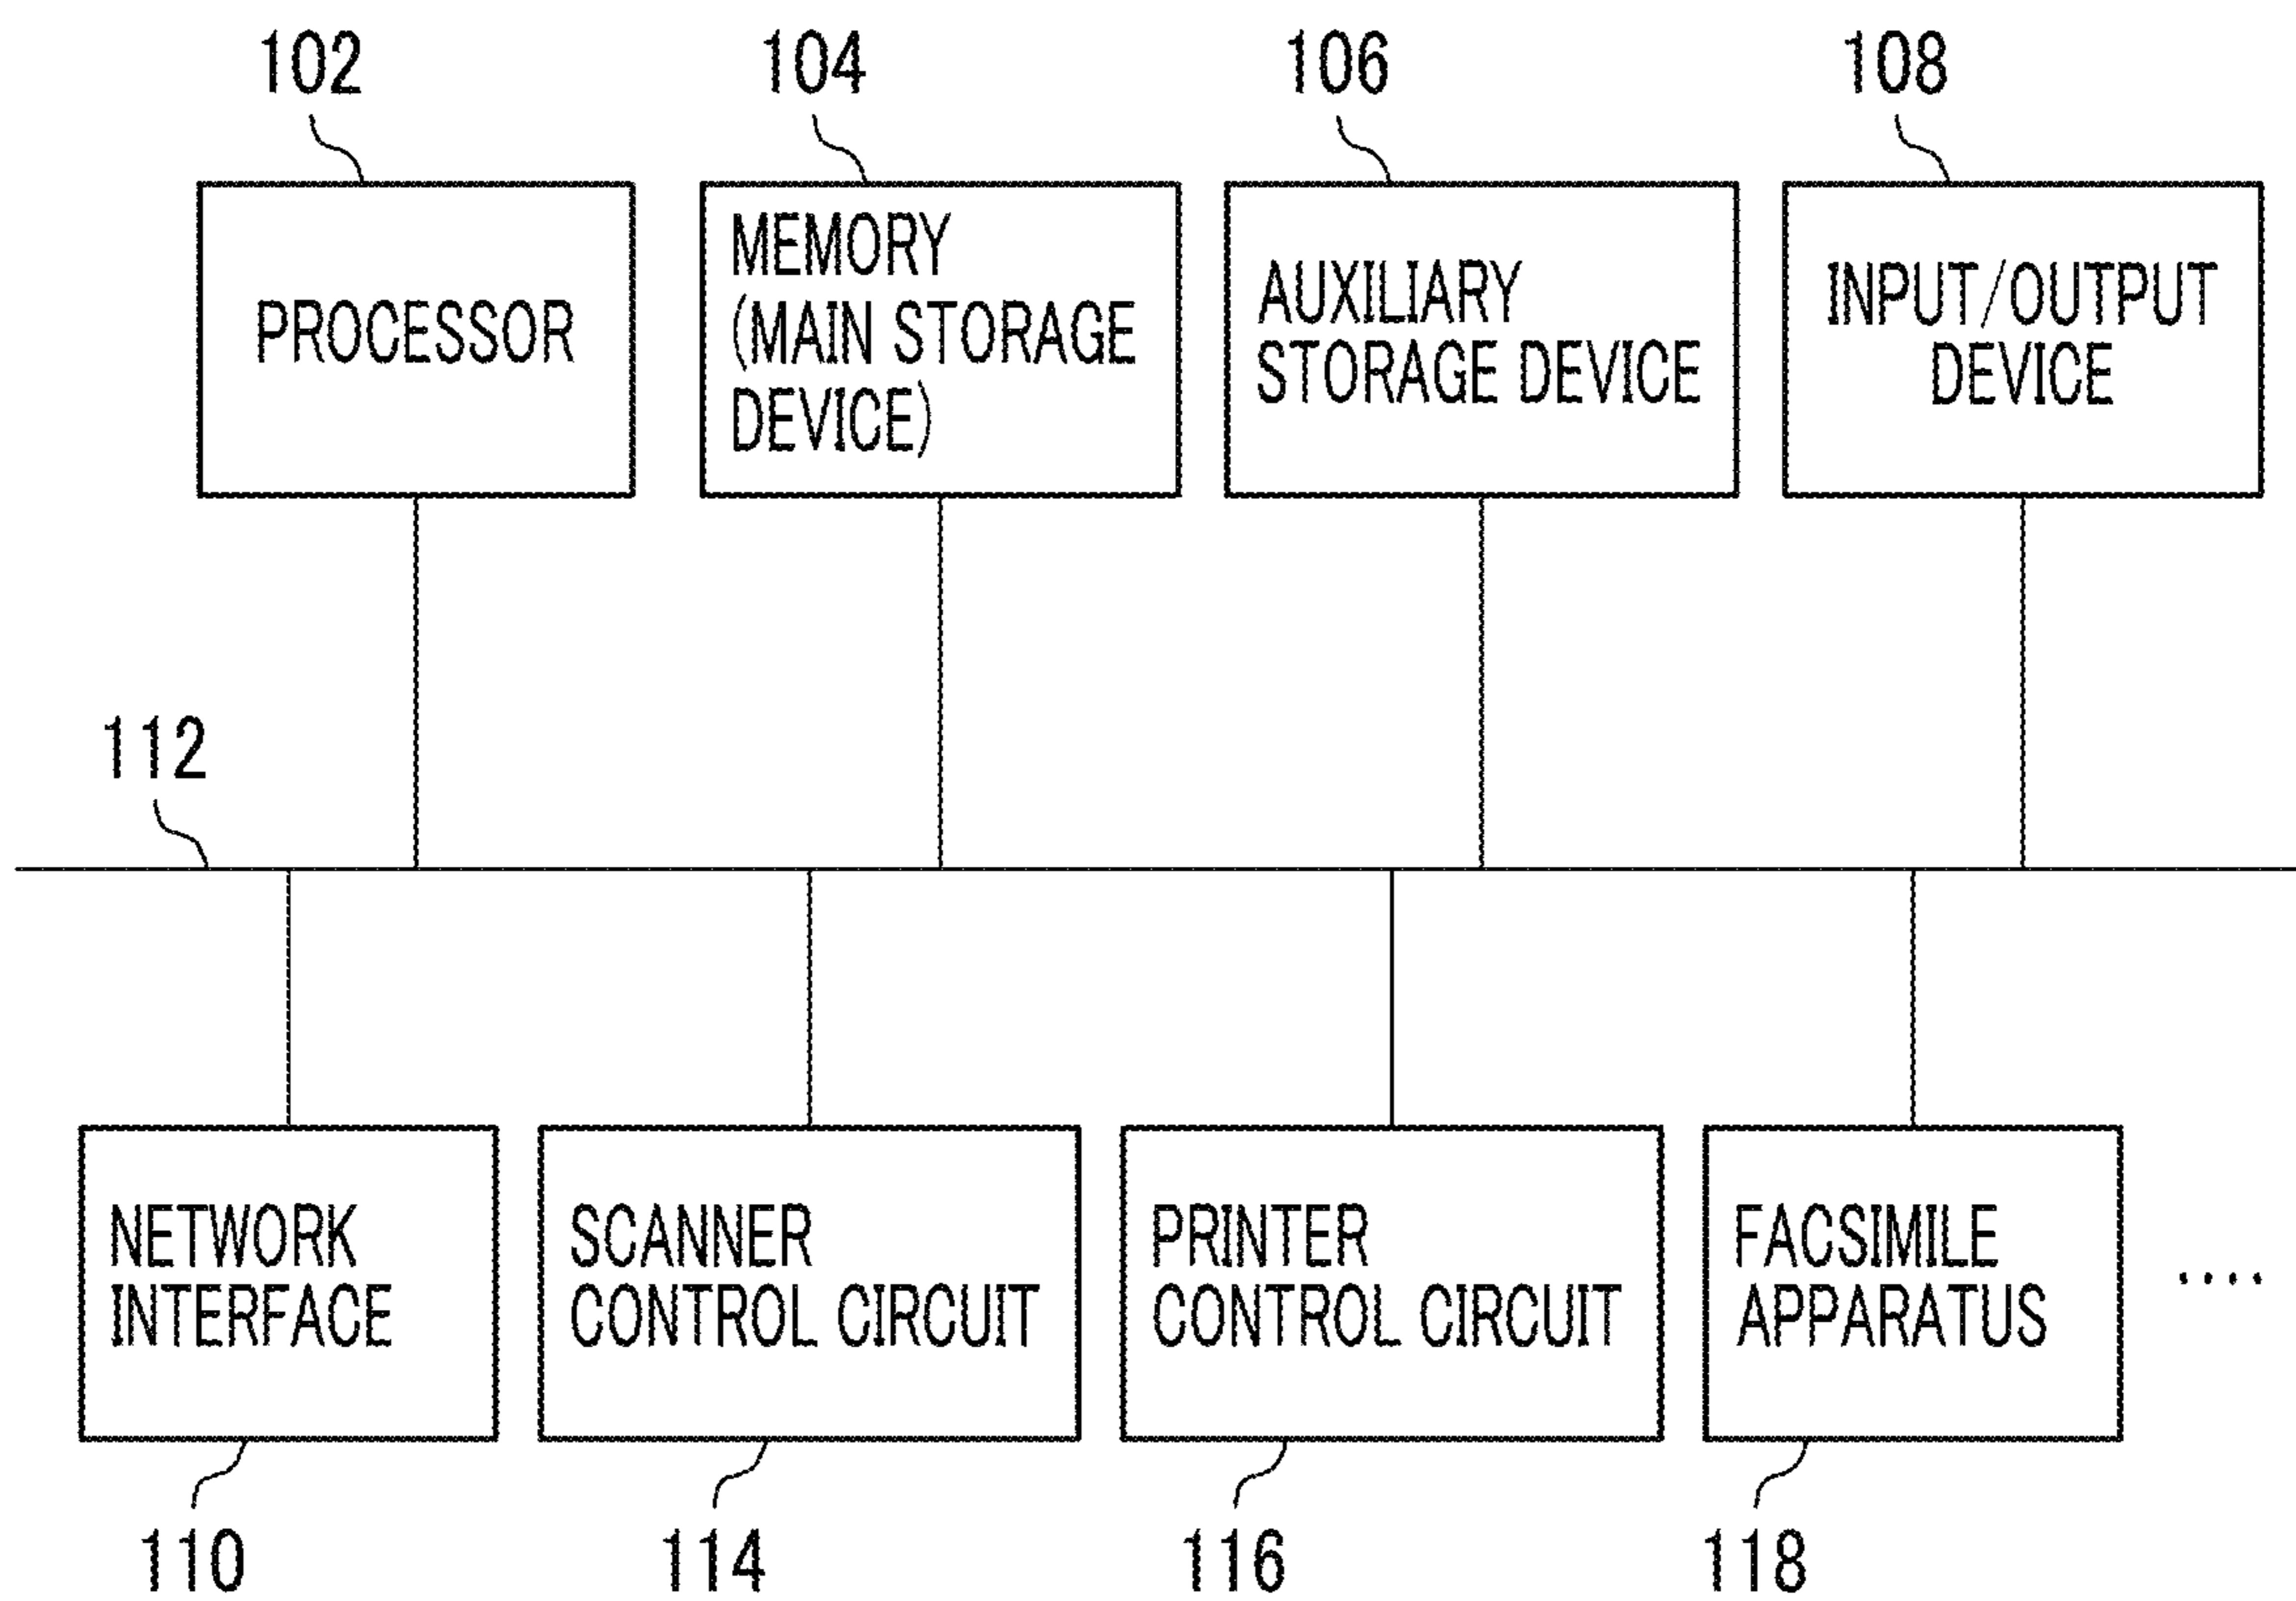 102
104
106
108
PROCESSOR
MEMORY
(MAIN STORAGE
DEVICE)
AUXILIARY
STORAGE DEVICE
INPUT/OUTPUT
DEVICE
112
NETWORK
INTERFACE
SCANNER
CONTROL CIRCUIT
PRINTER
CONTROL CIRCUIT
FACSIMILE
APPARATUS
....
110
114
116
118